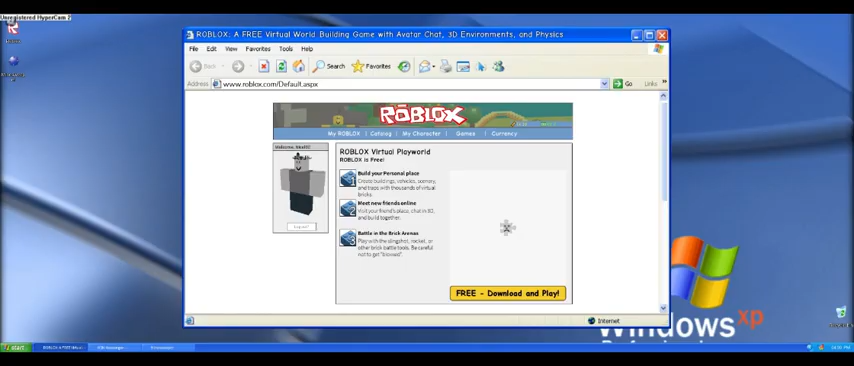 Unregistered HyperCam 2
ROBLOX: A FREE Virtual World Building Game with Avatar Chat, 3D Environments, and Physics
File Edit View Favorites Tools Help
Back Search Favorites
Address www.roblox.com/Default.aspx Go Links
ROBLOX
My ROBLOX | Catalog | My Character Games Currency
ROBLOX Virtual Playworld
ROBLOX is Free!
1 Build your Personal place
Create buildings, vehicles, scenery,
and traps with thousands of virtual
bricks.
2 Meet new friends online
Visit your friend's place, chat in 3D,
and build together.
3 Battle in the Brick Arenas
Play with the slingshot, rocket, or
other brick battle tools. Be careful
not to get "bloxed".
FREE - Download and Play!
Internet
Windows xp
start